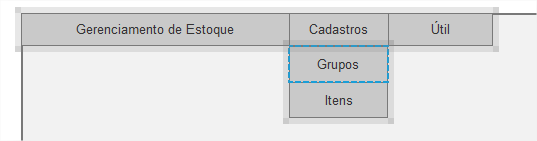 Gerenciamento de Estoque Cadastros Útil
Grupos
Itens